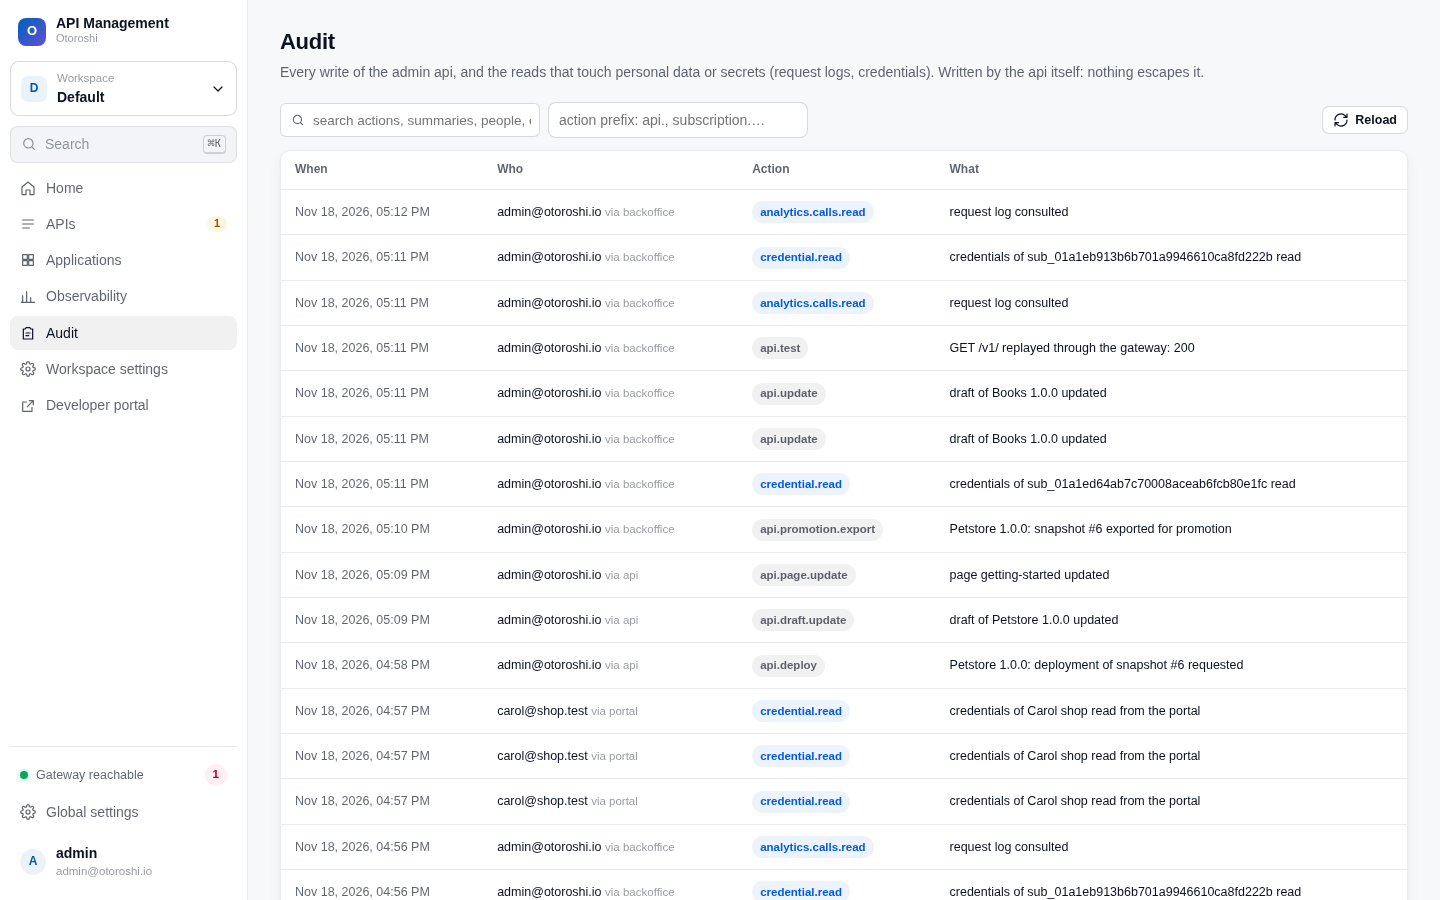 API Management
Otoroshi
Workspace
D
Default
Search
⌘K
Home
APIs
1
Applications
Observability
Audit
Workspace settings
Developer portal
Gateway reachable
1
Global settings
A
admin
admin@otoroshi.io
O
Audit
Every write of the admin api, and the reads that touch personal data or secrets (request logs, credentials). Written by the api itself: nothing escapes it.
search actions, summaries, people,
action prefix: api., subscription.…
Reload
When Who Action What
Nov 18, 2026, 05:12 PM admin@otoroshi.io via backoffice analytics.calls.read request log consulted
Nov 18, 2026, 05:11 PM admin@otoroshi.io via backoffice credential.read credentials of sub_01a1eb913b6b701a9946610ca8fd222b read
Nov 18, 2026, 05:11 PM admin@otoroshi.io via backoffice analytics.calls.read request log consulted
Nov 18, 2026, 05:11 PM admin@otoroshi.io via backoffice api.test GET /v1/ replayed through the gateway: 200
Nov 18, 2026, 05:11 PM admin@otoroshi.io via backoffice api.update draft of Books 1.0.0 updated
Nov 18, 2026, 05:11 PM admin@otoroshi.io via backoffice api.update draft of Books 1.0.0 updated
Nov 18, 2026, 05:11 PM admin@otoroshi.io via backoffice credential.read credentials of sub_01a1ed64ab7c70008aceab6fcb80e1fc read
Nov 18, 2026, 05:10 PM admin@otoroshi.io via backoffice api.promotion.export Petstore 1.0.0: snapshot #6 exported for promotion
Nov 18, 2026, 05:09 PM admin@otoroshi.io via api api.page.update page getting-started updated
Nov 18, 2026, 05:09 PM admin@otoroshi.io via api api.draft.update draft of Petstore 1.0.0 updated
Nov 18, 2026, 04:58 PM admin@otoroshi.io via api api.deploy Petstore 1.0.0: deployment of snapshot #6 requested
Nov 18, 2026, 04:57 PM carol@shop.test via portal credential.read credentials of Carol shop read from the portal
Nov 18, 2026, 04:57 PM carol@shop.test via portal credential.read credentials of Carol shop read from the portal
Nov 18, 2026, 04:57 PM carol@shop.test via portal credential.read credentials of Carol shop read from the portal
Nov 18, 2026, 04:56 PM admin@otoroshi.io via backoffice analytics.calls.read request log consulted
Nov 18, 2026, 04:56 PM admin@otoroshi.io via backoffice credential.read credentials of sub_01a1eb913b6b701a9946610ca8fd222b read